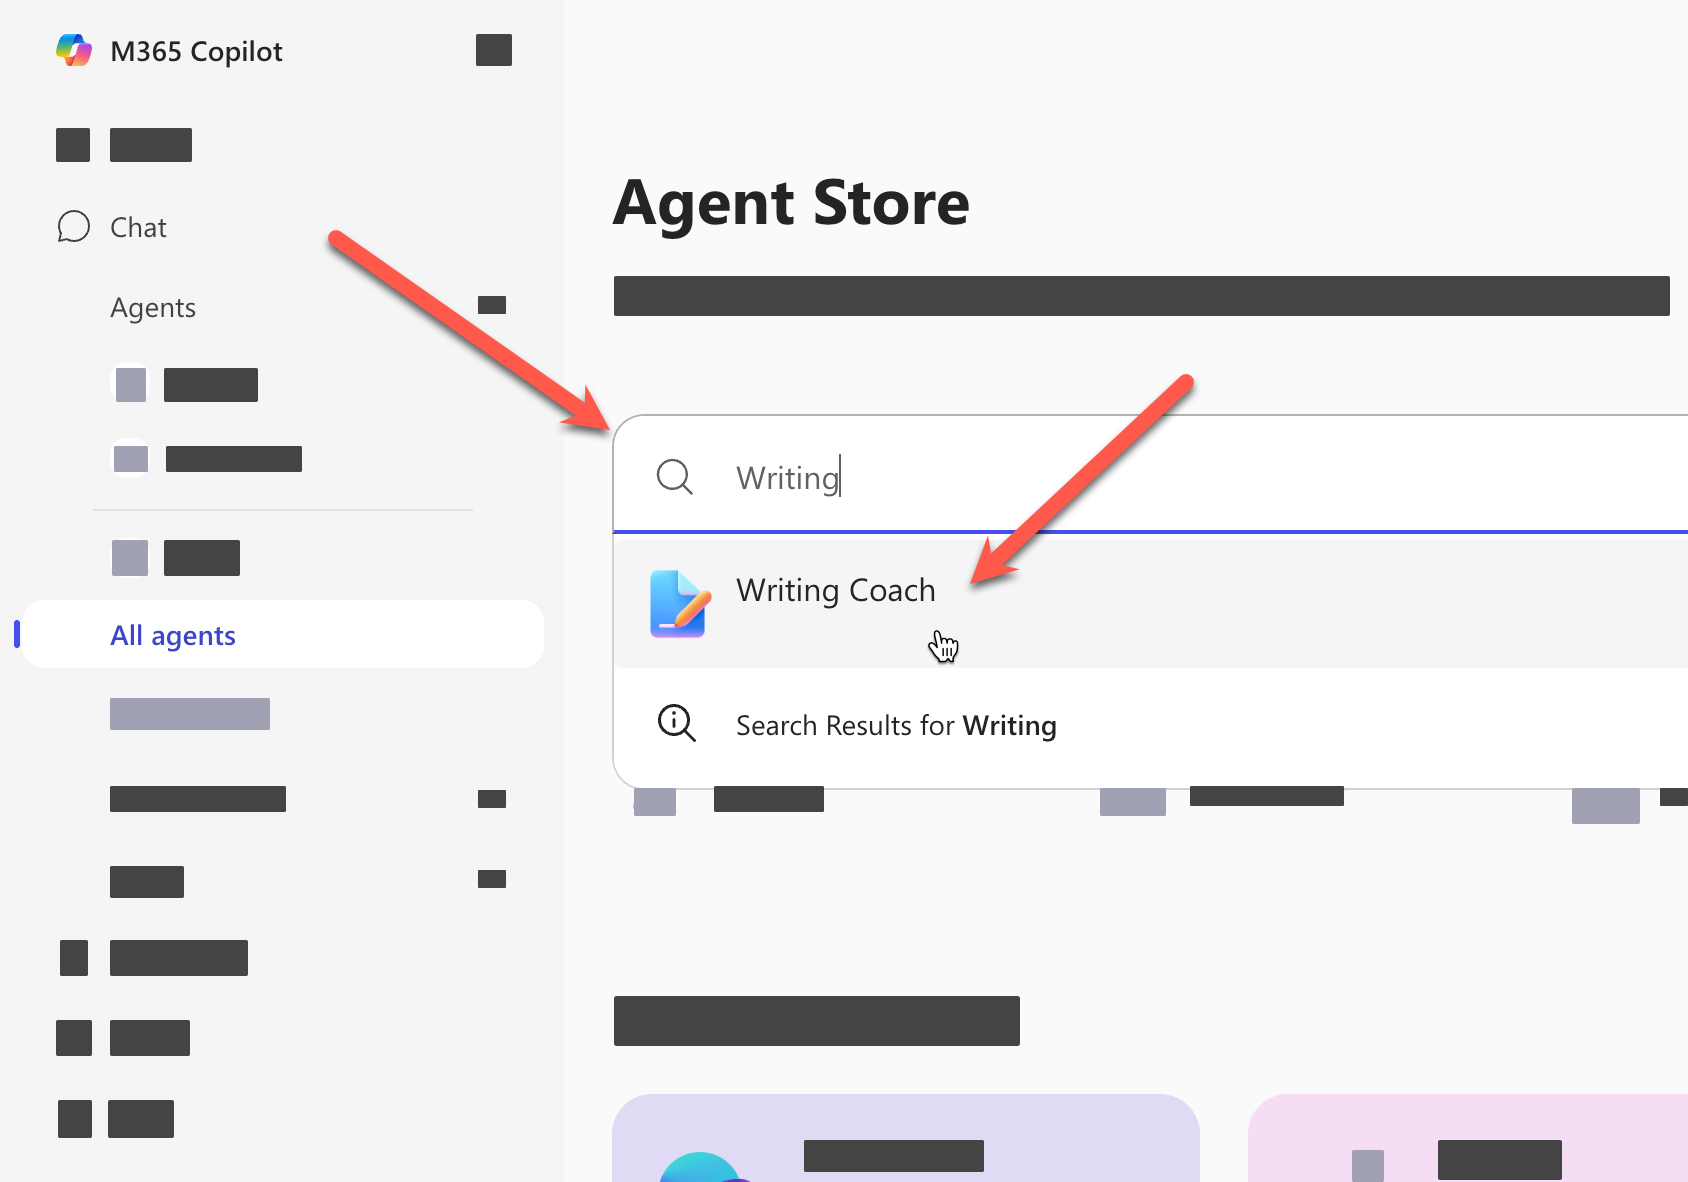 M365 Copilot
Chat
Agents
All agents
Agent Store
Writing
Writing Coach
Search Results for Writing